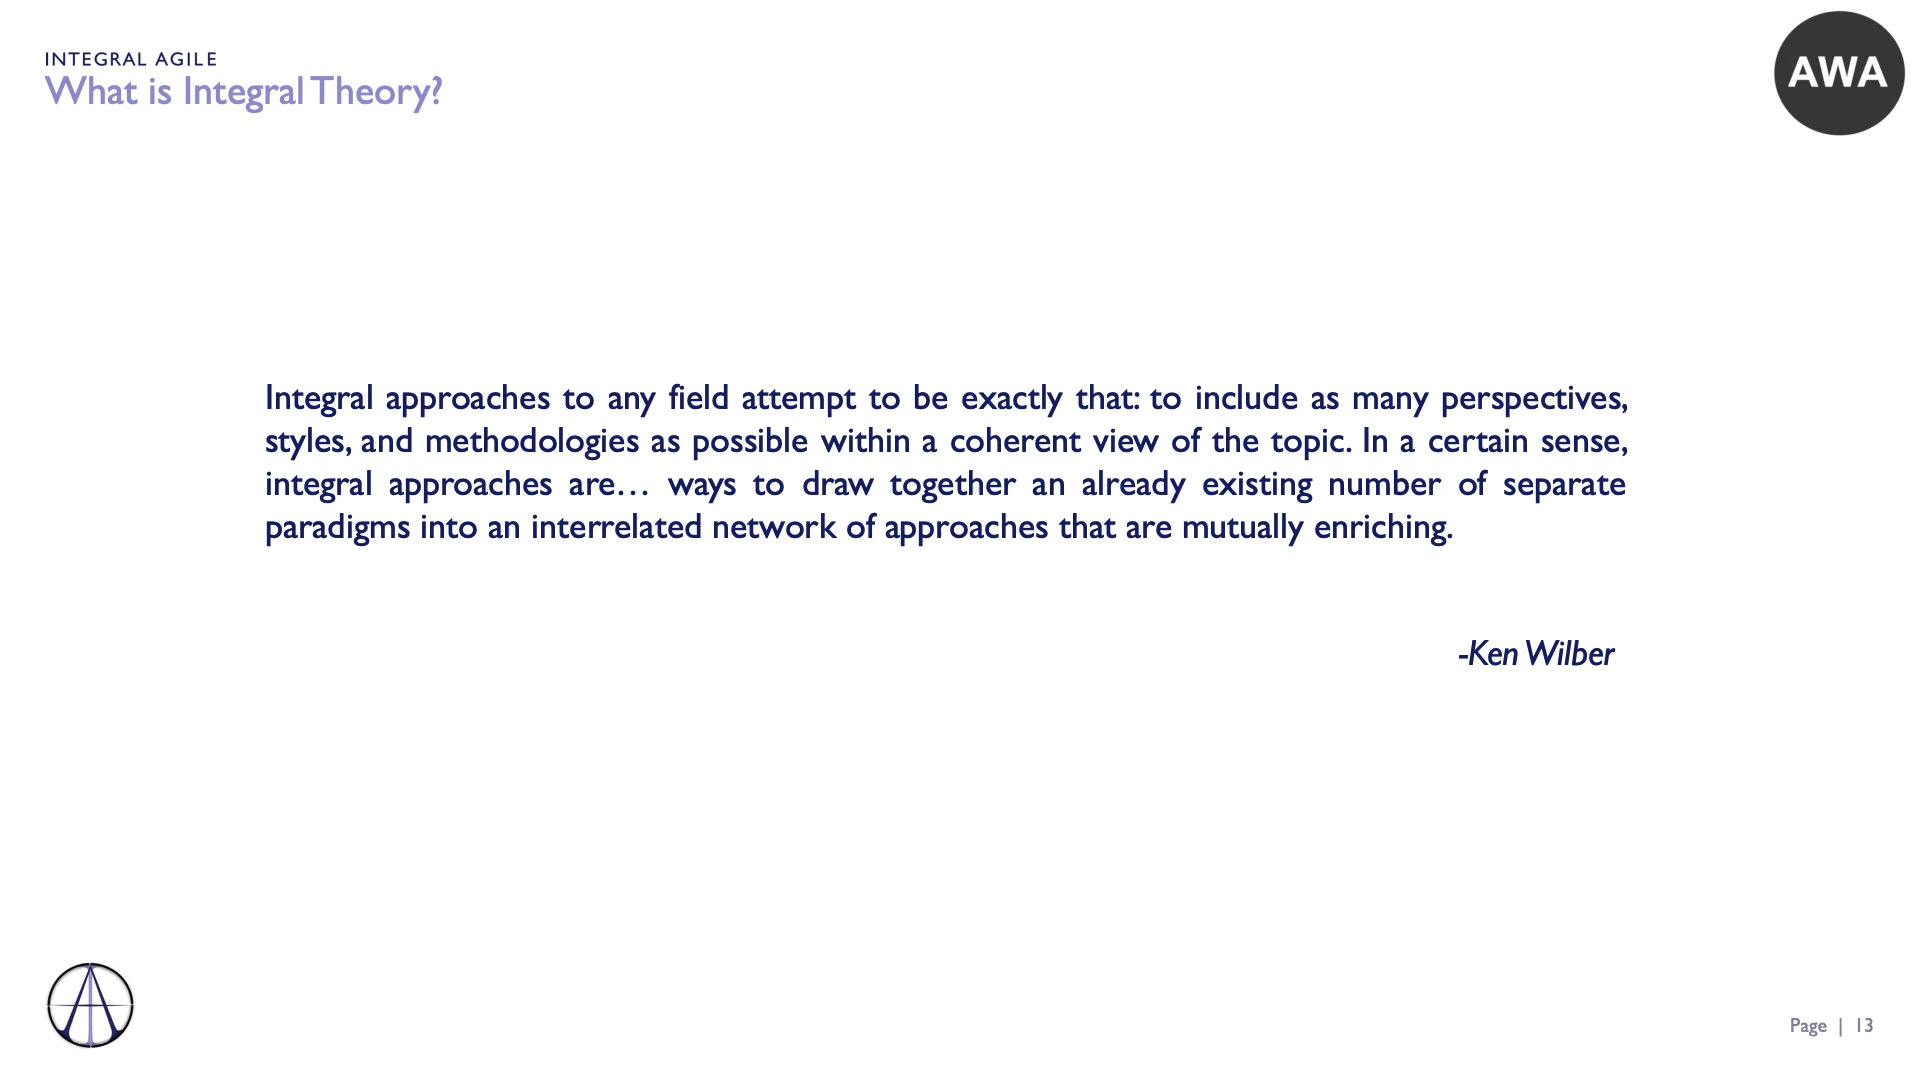 INTEGRAL AGILE
What is Integral Theory?
AWA
Integral approaches to any field attempt to be exactly that: to include as many perspectives,
styles, and methodologies as possible within a coherent view of the topic. In a certain sense,
integral approaches are… ways to draw together an already existing number of separate
paradigms into an interrelated network of approaches that are mutually enriching.
-Ken Wilber
Page | 13